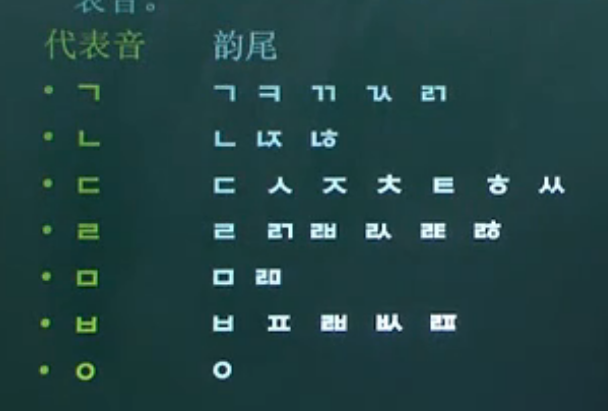 表音。
代表音 韵尾
• ㄱ ㄱ ㅋ ㄲ ㄳ ㄺ
• ㄴ ㄴ ㄵ ㄶ
• ㄷ ㄷ ㅅ ㅈ ㅊ ㅌ ㅎ ㅆ
• ㄹ ㄹ ㄺ ㄼ ㄽ ㄾ ㅀ
• ㅁ ㅁ ㄻ
• ㅂ ㅂ ㅍ ㄼ ㅄ ㄿ
• ㅇ ㅇ